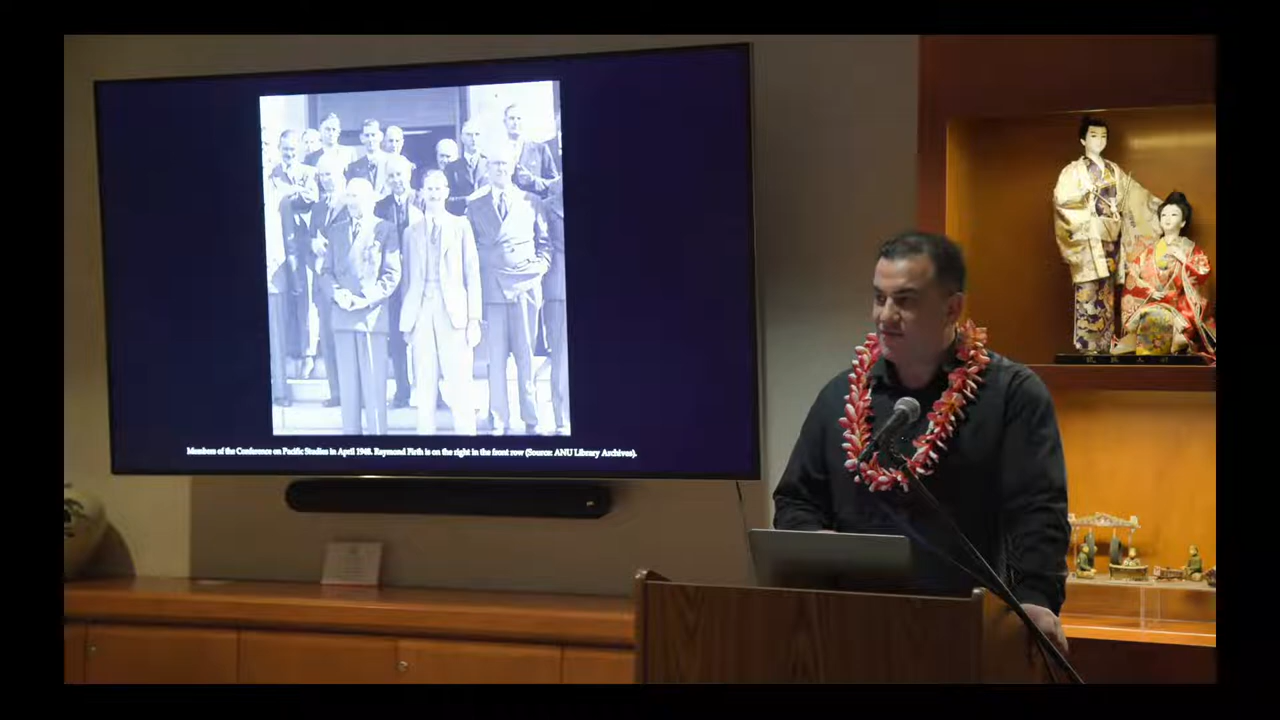 Members of the Conference on Pacific Studies in April 1948. Raymond Firth is on the right in the front row (Source: ANU Library Archives).